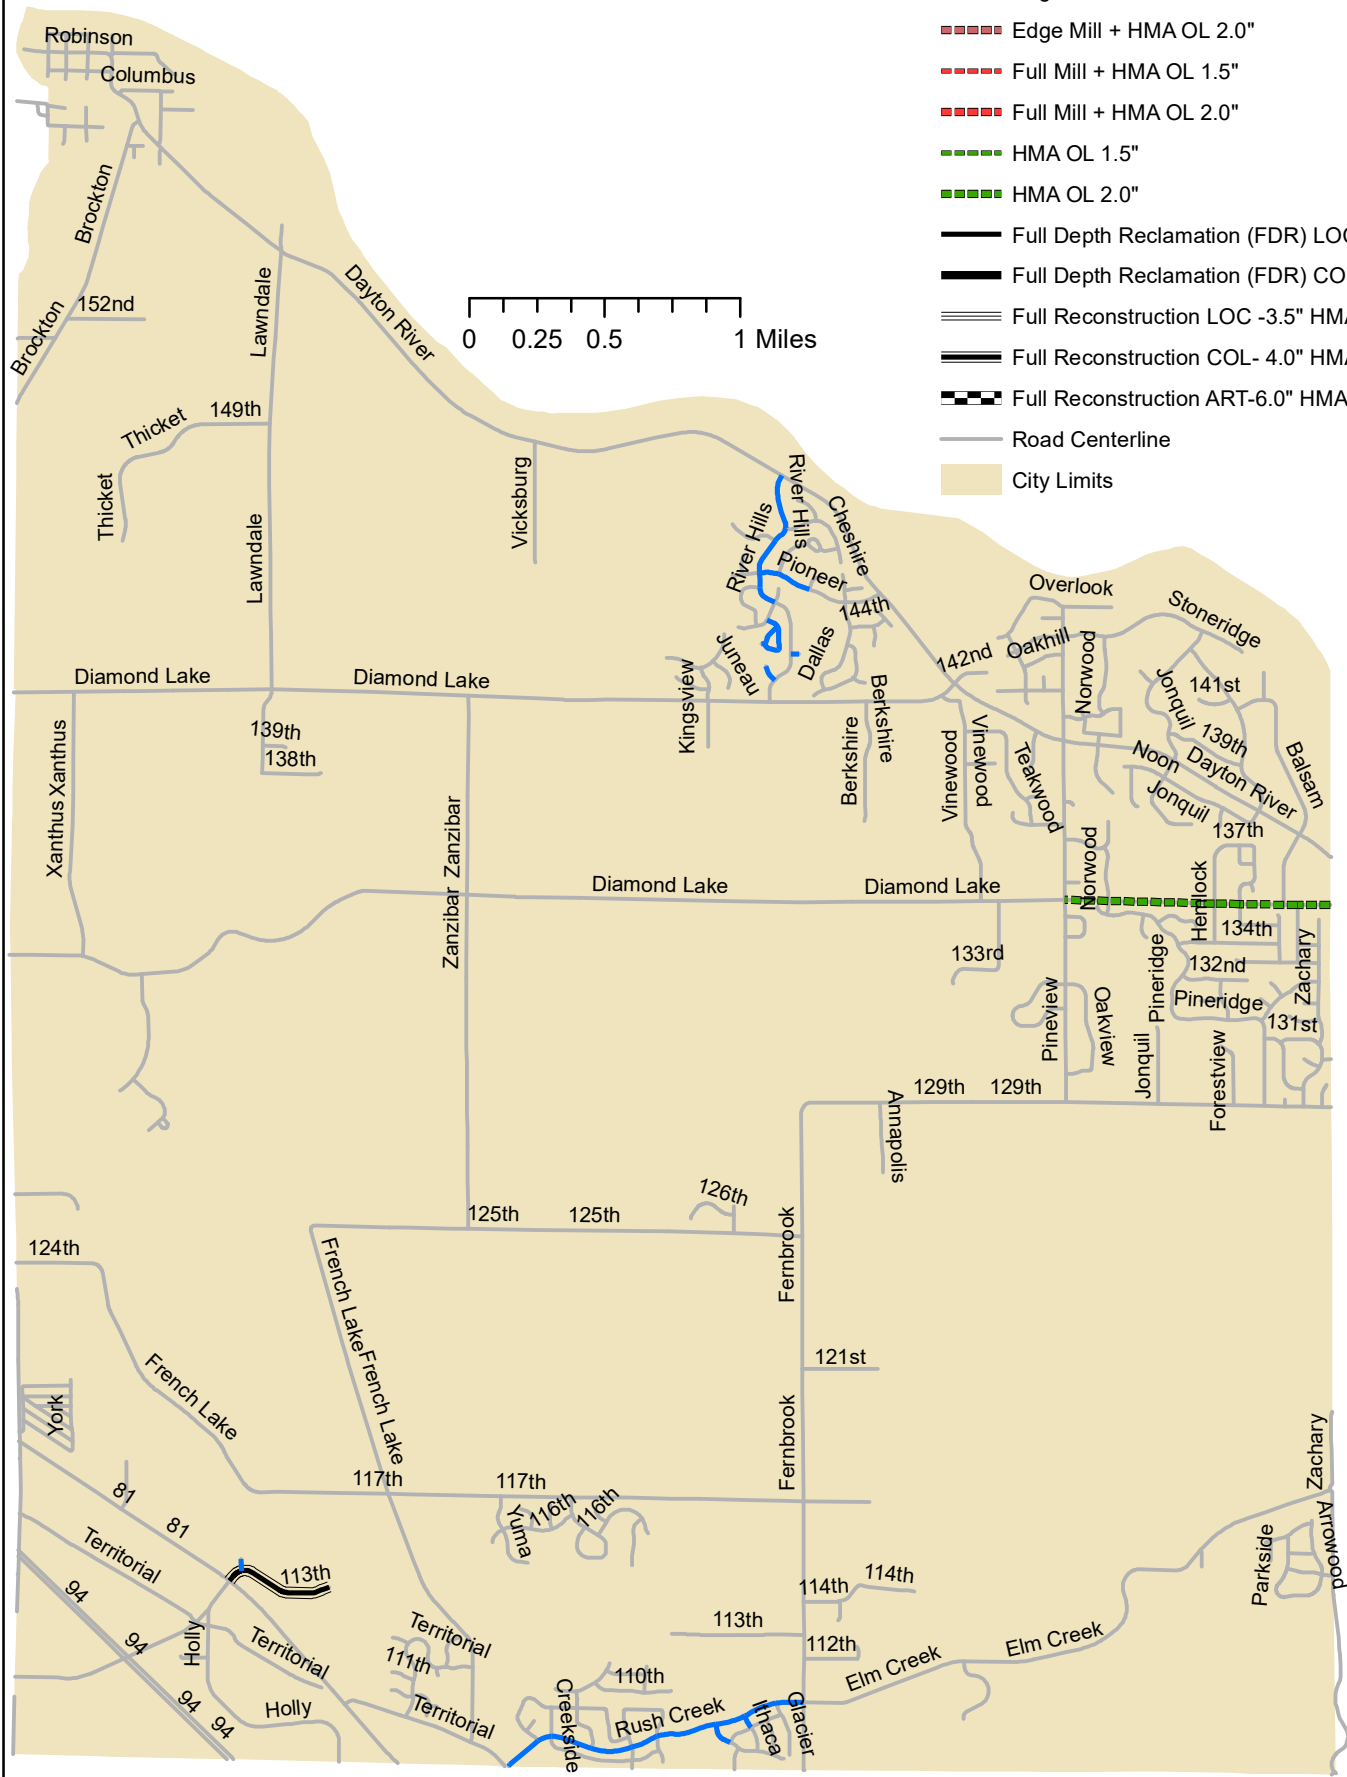 Edge Mill + HMA OL 2.0"
Full Mill + HMA OL 1.5"
Full Mill + HMA OL 2.0"
HMA OL 1.5"
HMA OL 2.0"
Full Depth Reclamation (FDR) LOC
Full Depth Reclamation (FDR) CO
Full Reconstruction LOC -3.5" HMA
Full Reconstruction COL- 4.0" HMA
Full Reconstruction ART-6.0" HMA
Road Centerline
City Limits
0 0.25 0.5 1 Miles
Robinson
Columbus
Brockton
Brockton
152nd
Lawndale
Dayton River
149th
Thicket
Thicket
Lawndale
Vicksburg
River Hills
River Hills
Cheshire
Pioneer
144th
Juneau
Dallas
Kingsview
Overlook
Stoneridge
142nd
Oakhill
Norwood
Jonquil
141st
139th
Balsam
Diamond Lake
Diamond Lake
Berkshire
Berkshire
Vinewood
Vinewood
Teakwood
Noon
Dayton River
Jonquil
137th
Xanthus
Xanthus
139th
138th
Zanzibar
Zanzibar
Diamond Lake
Diamond Lake
Norwood
Hemlock
134th
133rd
132nd
Pineridge
Pineridge
Zachary
131st
Pineview
Oakview
Jonquil
Forestview
129th
129th
Annapolis
126th
125th
125th
Fernbrook
124th
French Lake
French Lake
121st
French Lake
York
Fernbrook
Zachary
117th
117th
116th
116th
Yuma
81
81
Territorial
113th
94
94
Holly
Territorial
Territorial
111th
114th
114th
113th
112th
Parkside
Arrowood
Elm Creek
Elm Creek
110th
Creekside
Rush Creek
Ithaca
Glacier
Territorial
Holly
94
94